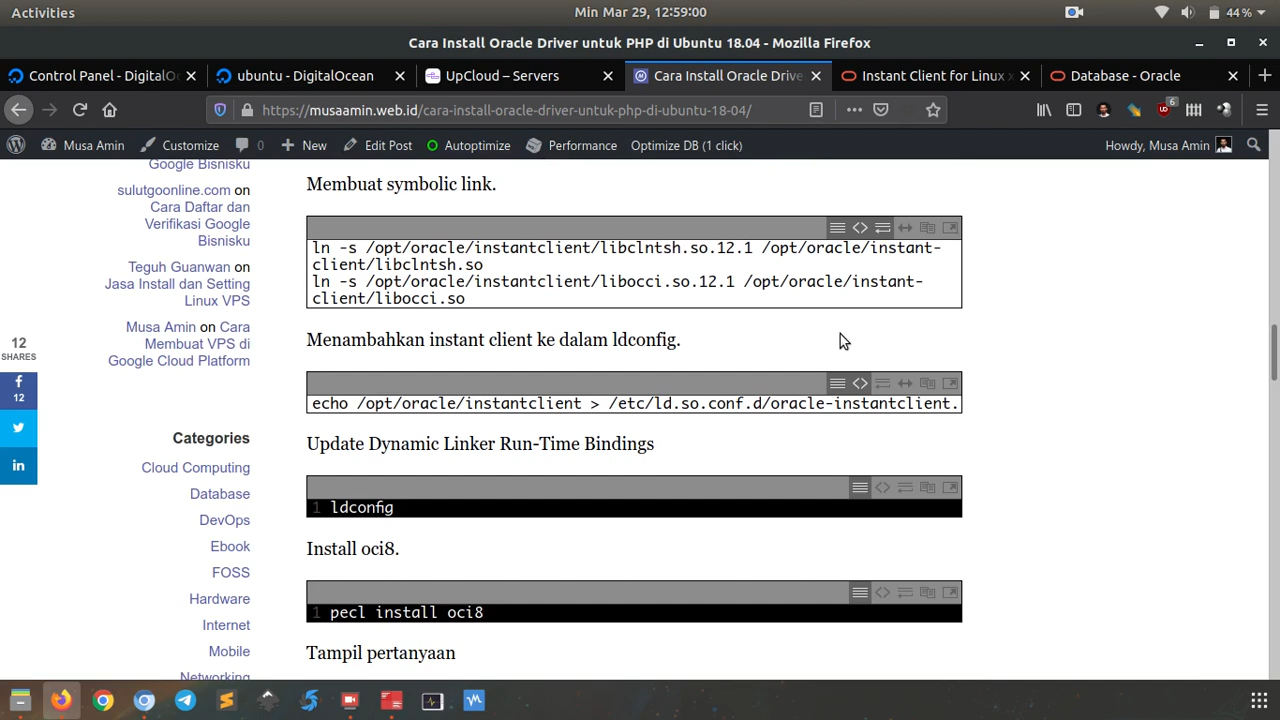 Activities
Min Mar 29, 12:59:00
44 %
Cara Install Oracle Driver untuk PHP di Ubuntu 18.04 - Mozilla Firefox
Control Panel - DigitalO
ubuntu - DigitalOcean
UpCloud – Servers
Cara Install Oracle Drive
Instant Client for Linux x
Database - Oracle
https://musaamin.web.id/cara-install-oracle-driver-untuk-php-di-ubuntu-18-04/
6
Musa Amin
Customize
0
New
Edit Post
Autoptimize
Performance
Optimize DB (1 click)
Howdy, Musa Amin
Google Bisnisku
sulutgoonline.com on
Cara Daftar dan
Verifikasi Google
Bisnisku
Teguh Guanwan on
Jasa Install dan Setting
Linux VPS
Musa Amin on Cara
Membuat VPS di
Google Cloud Platform
12
SHARES
12
Categories
Cloud Computing
Database
DevOps
Ebook
FOSS
Hardware
Internet
Mobile
Networking
Membuat symbolic link.
ln -s /opt/oracle/instantclient/libclntsh.so.12.1 /opt/oracle/instant-
client/libclntsh.so
ln -s /opt/oracle/instantclient/libocci.so.12.1 /opt/oracle/instant-
client/libocci.so
Menambahkan instant client ke dalam ldconfig.
echo /opt/oracle/instantclient > /etc/ld.so.conf.d/oracle-instantclient.
Update Dynamic Linker Run-Time Bindings
1 ldconfig
Install oci8.
1 pecl install oci8
Tampil pertanyaan